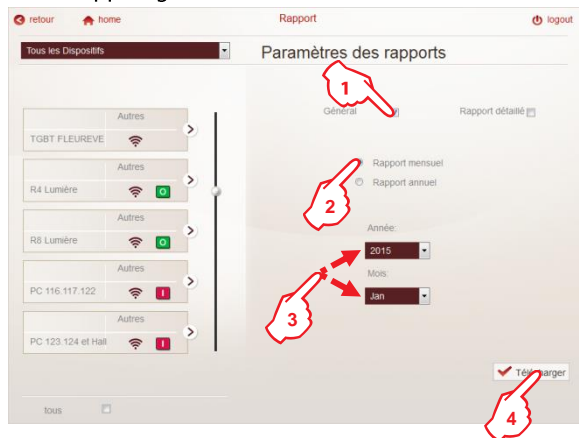 retour
home
Rapport
logout
Tous les Dispositifs
Paramètres des rapports
Autres
TGBT FLEUREVE
Autres
R4 Lumière
O
Autres
R8 Lumière
O
Autres
PC 116.117.122
I
Autres
PC 123.124 et Hall
I
tous
1
Général
Rapport détaillé
Rapport mensuel
2
Rapport annuel
Année:
2015
Mois:
Jan
3
Télécharger
4